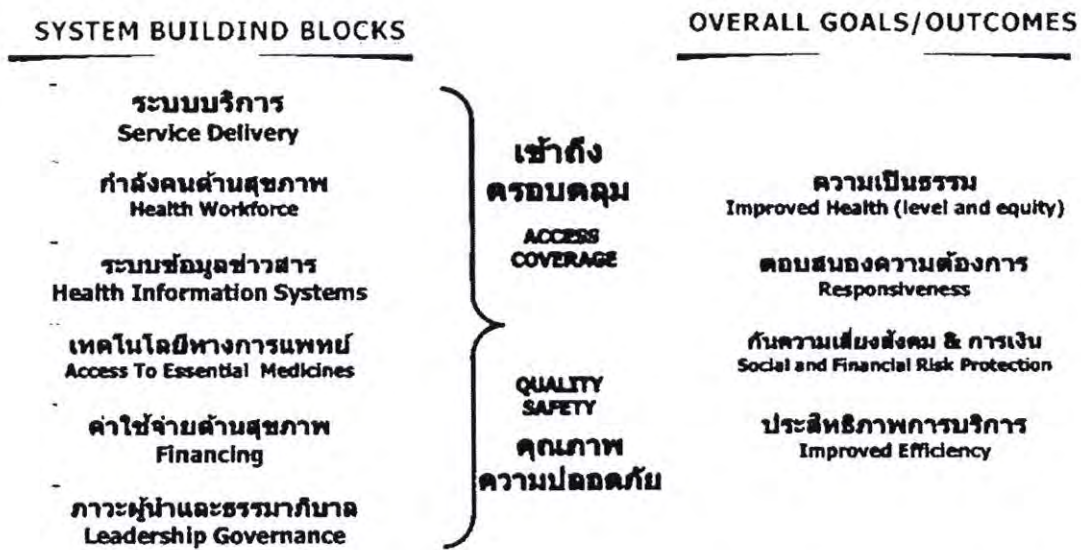 SYSTEM BUILDIND BLOCKS
ระบบบริการ
Service Delivery
กำลังคนด้านสุขภาพ
Health Workforce
ระบบข้อมูลข่าวสาร
Health Information Systems
เทคโนโลยีทางการแพทย์
Access To Essential Medicines
ค่าใช้จ่ายด้านสุขภาพ
Financing
ภาวะผู้นำและธรรมาภิบาล
Leadership Governance
เข้าถึง
ครอบคลุม
ACCESS
COVERAGE
QUALITY
SAFETY
คุณภาพ
ความปลอดภัย
OVERALL GOALS/OUTCOMES
ความเป็นธรรม
Improved Health (level and equity)
ตอบสนองความต้องการ
Responsiveness
กันความเสี่ยงสังคม & การเงิน
Social and Financial Risk Protection
ประสิทธิภาพการบริการ
Improved Efficiency